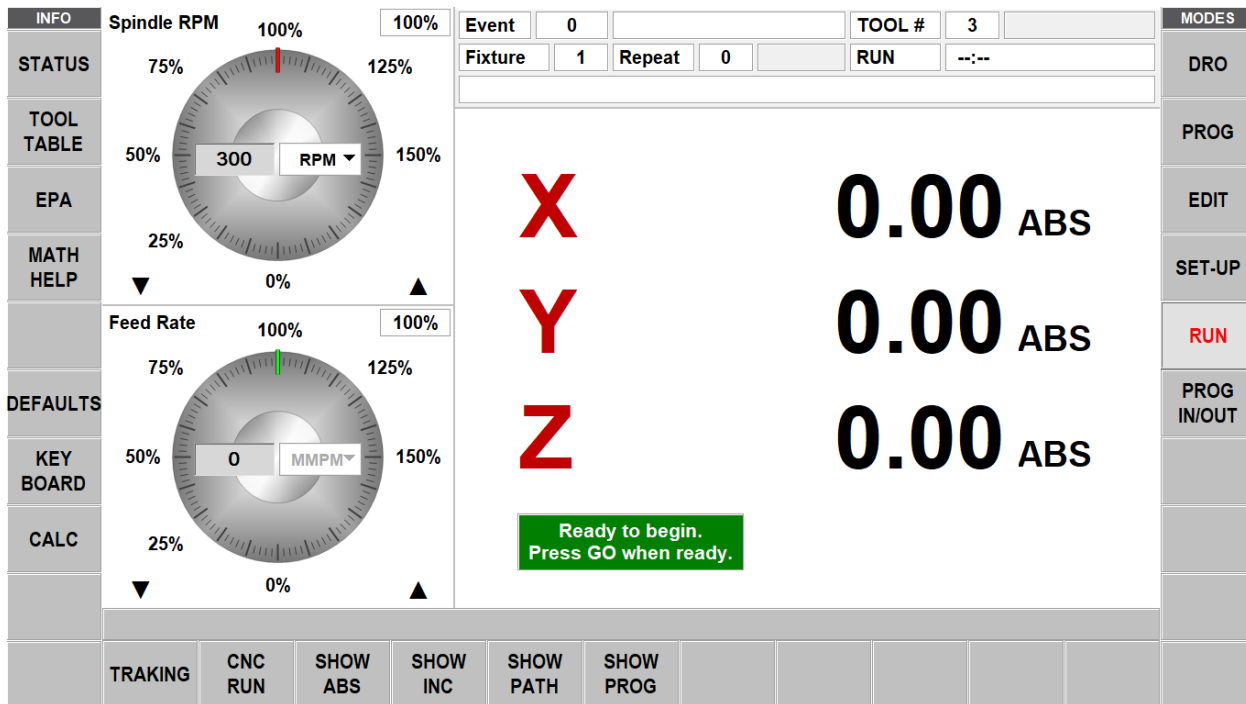 INFO
STATUS
TOOL
TABLE
EPA
MATH
HELP
DEFAULTS
KEY
BOARD
CALC
Spindle RPM
100%
100%
75%
125%
50%
300
RPM
150%
25%
0%
Feed Rate
100%
100%
75%
125%
50%
0
MMPM
150%
25%
0%
Event 0 TOOL # 3
Fixture 1 Repeat 0 RUN --:--
X 0.00 ABS
Y 0.00 ABS
Z 0.00 ABS
Ready to begin.
Press GO when ready.
MODES
DRO
PROG
EDIT
SET-UP
RUN
PROG
IN/OUT
TRAKING
CNC
RUN
SHOW
ABS
SHOW
INC
SHOW
PATH
SHOW
PROG